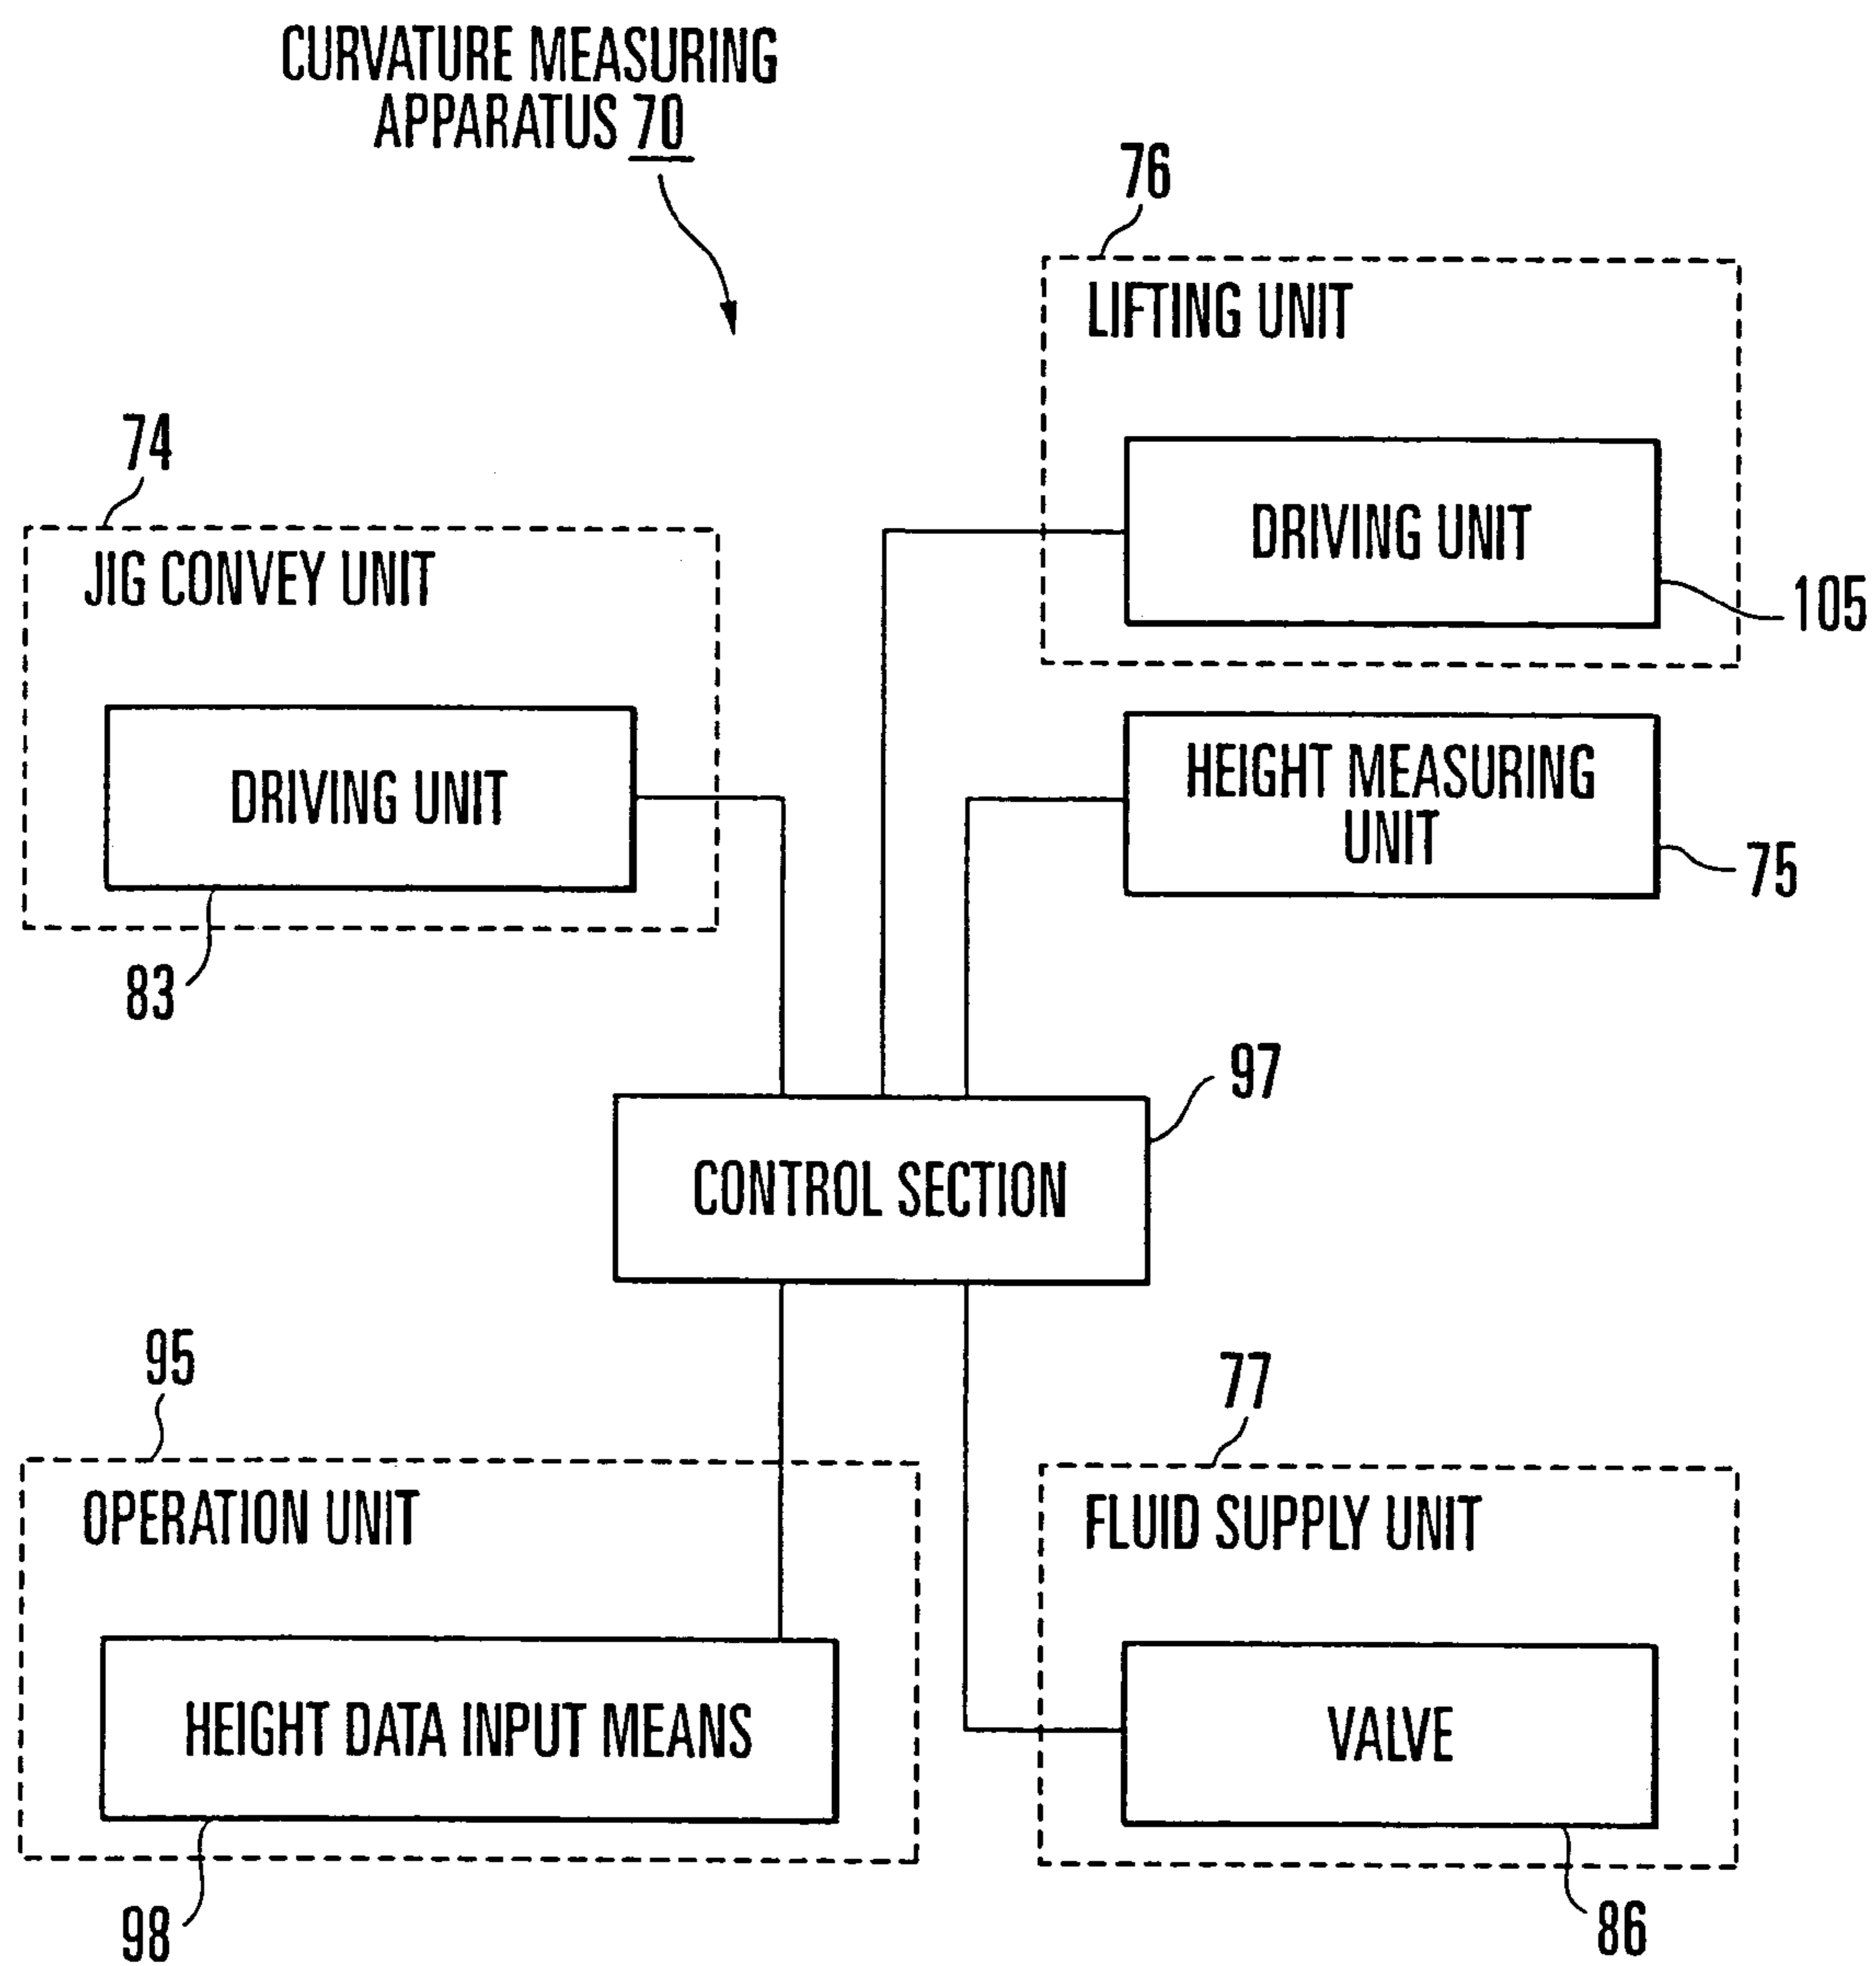 CURVATURE MEASURING
APPARATUS 70
76
LIFTING UNIT
DRIVING UNIT
105
74
JIG CONVEY UNIT
DRIVING UNIT
83
HEIGHT MEASURING
UNIT
75
97
CONTROL SECTION
95
OPERATION UNIT
HEIGHT DATA INPUT MEANS
98
77
FLUID SUPPLY UNIT
VALVE
86